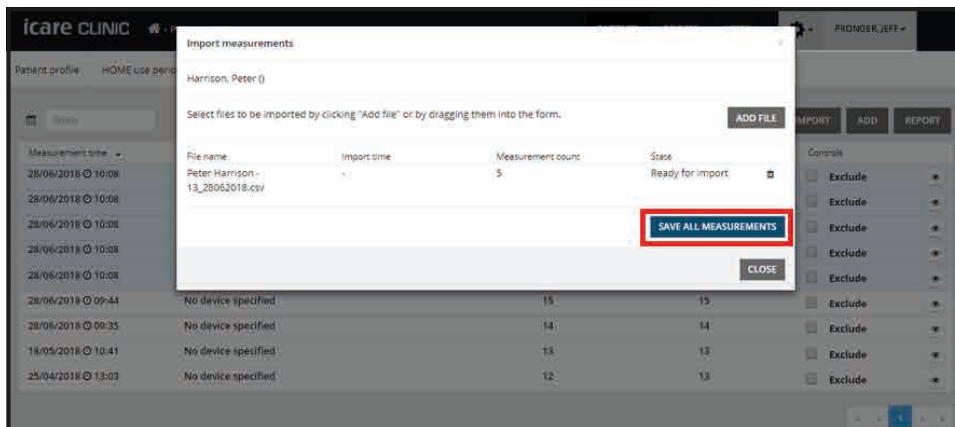 icare CLINIC
PRONGER, JEFF
Import measurements
Patient profile HOME use
Harrison, Peter ()
Select files to be imported by clicking "Add file" or by dragging them into the form.
ADD FILE
IMPORT ADD REPORT
File name Import time Measurement count State
Peter Harrison - - 5 Ready for import
13_28062018.csv
SAVE ALL MEASUREMENTS
CLOSE
Measurement time Controls
28/06/2018 10:08 Exclude
28/06/2018 10:08 Exclude
28/06/2018 10:08 Exclude
28/06/2018 10:08 Exclude
28/06/2018 10:08 Exclude
28/06/2018 09:44 No device specified 15 15 Exclude
28/06/2018 09:35 No device specified 14 14 Exclude
18/05/2018 10:41 No device specified 13 13 Exclude
25/04/2018 13:03 No device specified 12 13 Exclude